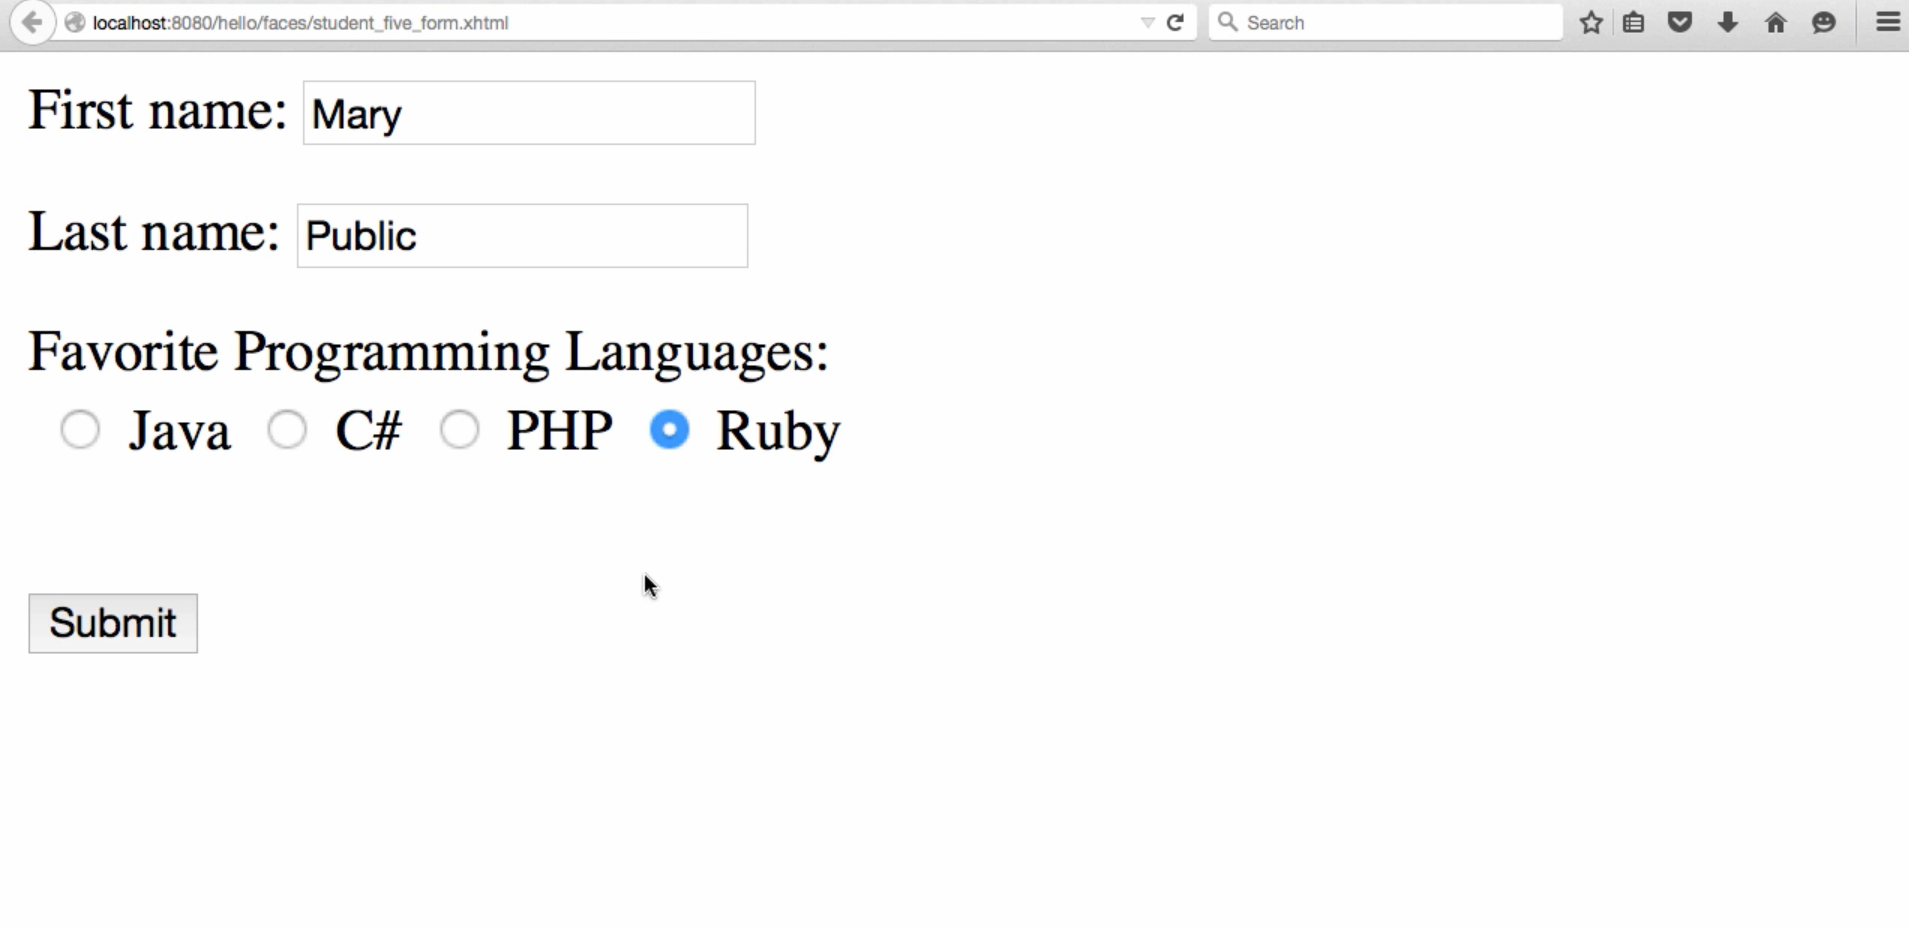 localhost:8080/hello/faces/student_five_form.xhtml
Search
First name: Mary
Last name: Public
Favorite Programming Languages:
Java C# PHP Ruby
Submit